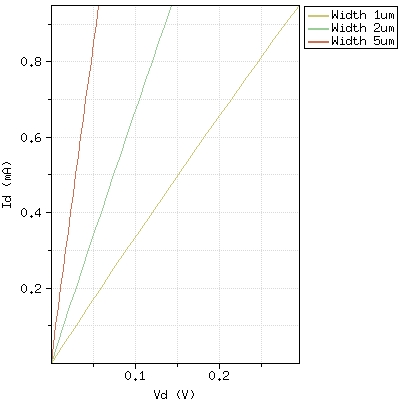 Width 1um
Width 2um
Width 5um
0.8
0.6
0.4
0.2
Id (mA)
0.1
0.2
Vd (V)